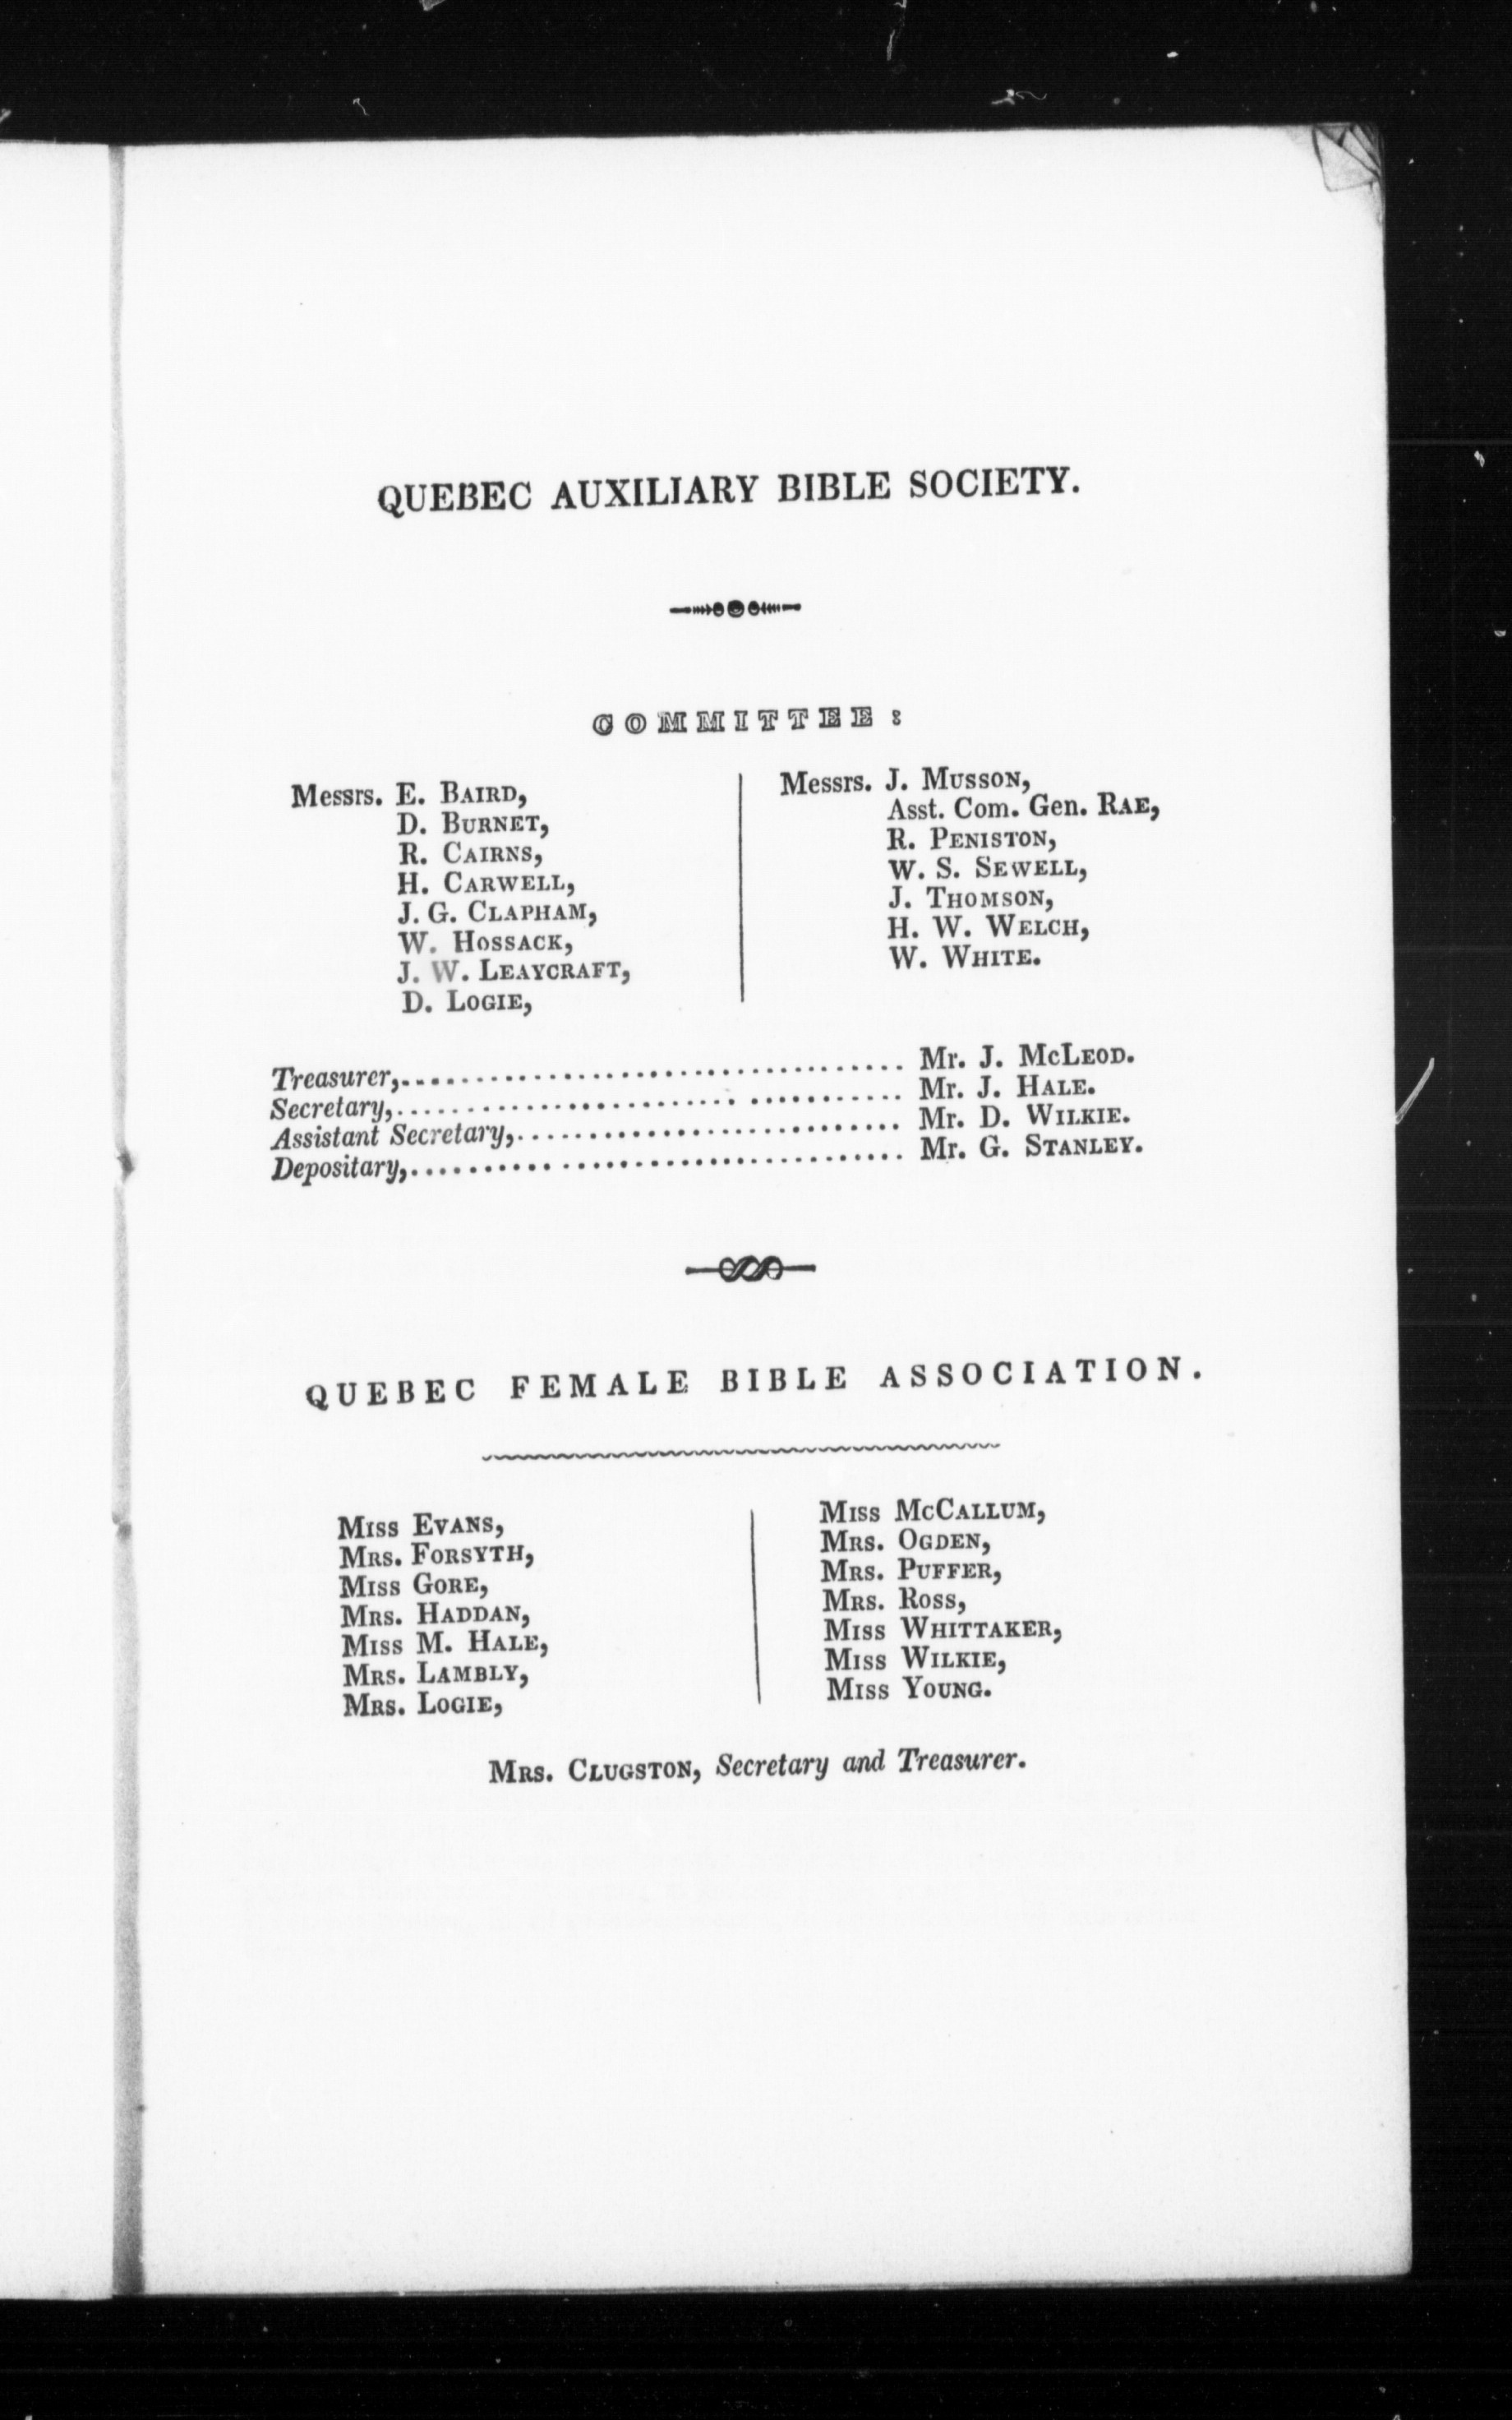 QUEBEC AUXILIARY BIBLE SOCIETY.
COMMITTEE:
Messrs. E. BAIRD,
D. BURNET,
R. CAIRNS,
H. CARWELL,
J. G. CLAPHAM,
W. HOSSACK,
J. W. LEAYCRAFT,
D. LOGIE,
Messrs. J. MUSSON,
Asst. Com. Gen. RAE,
R. PENISTON,
W. S. SEWELL,
J. THOMSON,
H. W. WELCH,
W. WHITE.
Treasurer,.................................. Mr. J. McLEOD.
Secretary,.................................. Mr. J. HALE.
Assistant Secretary,........................... Mr. D. WILKIE.
Depositary,.................................. Mr. G. STANLEY.
QUEBEC FEMALE BIBLE ASSOCIATION.
MISS EVANS,
MRS. FORSYTH,
MISS GORE,
MRS. HADDAN,
MISS M. HALE,
MRS. LAMBLY,
MRS. LOGIE,
MISS McCALLUM,
MRS. OGDEN,
MRS. PUFFER,
MRS. ROSS,
MISS WHITTAKER,
MISS WILKIE,
MISS YOUNG.
MRS. CLUGSTON, Secretary and Treasurer.